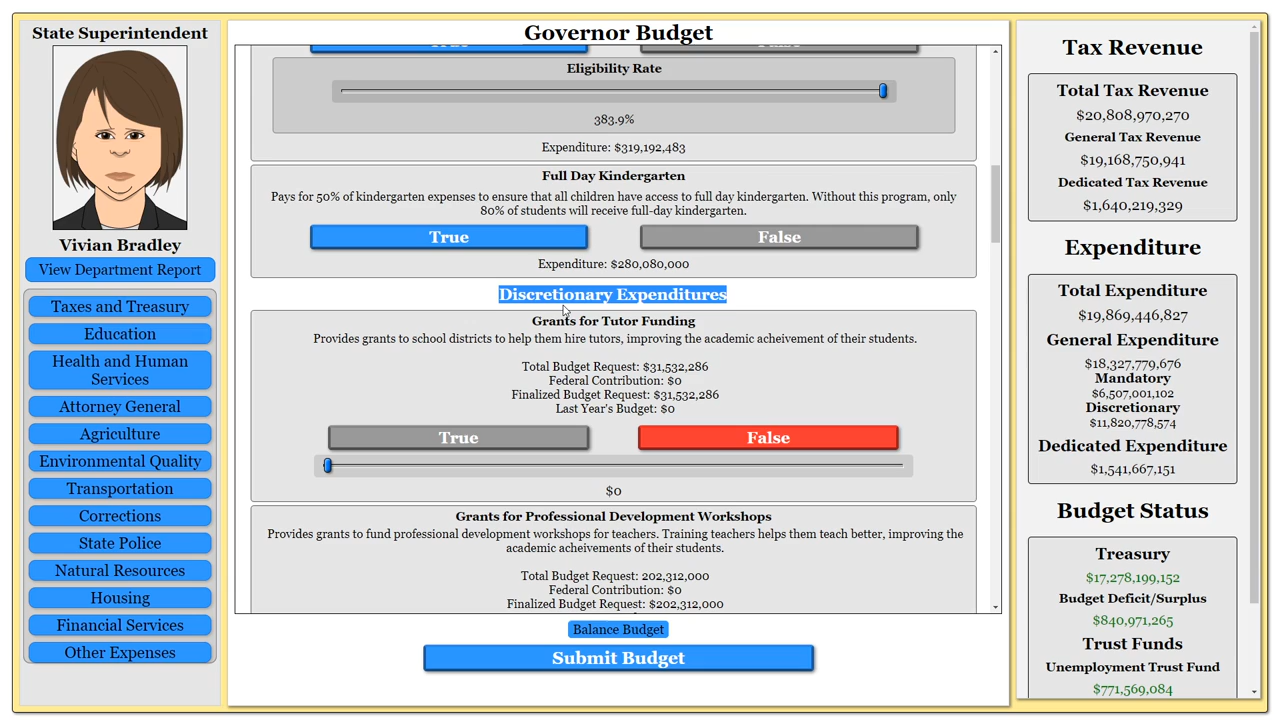 State Superintendent
Vivian Bradley
View Department Report
Taxes and Treasury
Education
Health and Human
Services
Attorney General
Agriculture
Environmental Quality
Transportation
Corrections
State Police
Natural Resources
Housing
Financial Services
Other Expenses
Governor Budget
True
False
Eligibility Rate
383.9%
Expenditure: $319,192,483
Full Day Kindergarten
Pays for 50% of kindergarten expenses to ensure that all children have access to full day kindergarten. Without this program, only
80% of students will receive full-day kindergarten.
True
False
Expenditure: $280,080,000
Discretionary Expenditures
Grants for Tutor Funding
Provides grants to school districts to help them hire tutors, improving the academic acheivement of their students.
Total Budget Request: $31,532,286
Federal Contribution: $0
Finalized Budget Request: $31,532,286
Last Year's Budget: $0
True
False
$0
Grants for Professional Development Workshops
Provides grants to fund professional development workshops for teachers. Training teachers helps them teach better, improving the
academic acheivements of their students.
Total Budget Request: 202,312,000
Federal Contribution: $0
Finalized Budget Request: $202,312,000
Balance Budget
Submit Budget
Tax Revenue
Total Tax Revenue
$20,808,970,270
General Tax Revenue
$19,168,750,941
Dedicated Tax Revenue
$1,640,219,329
Expenditure
Total Expenditure
$19,869,446,827
General Expenditure
$18,327,779,676
Mandatory
$6,507,001,102
Discretionary
$11,820,778,574
Dedicated Expenditure
$1,541,667,151
Budget Status
Treasury
$17,278,199,152
Budget Deficit/Surplus
$840,971,265
Trust Funds
Unemployment Trust Fund
$771,569,084